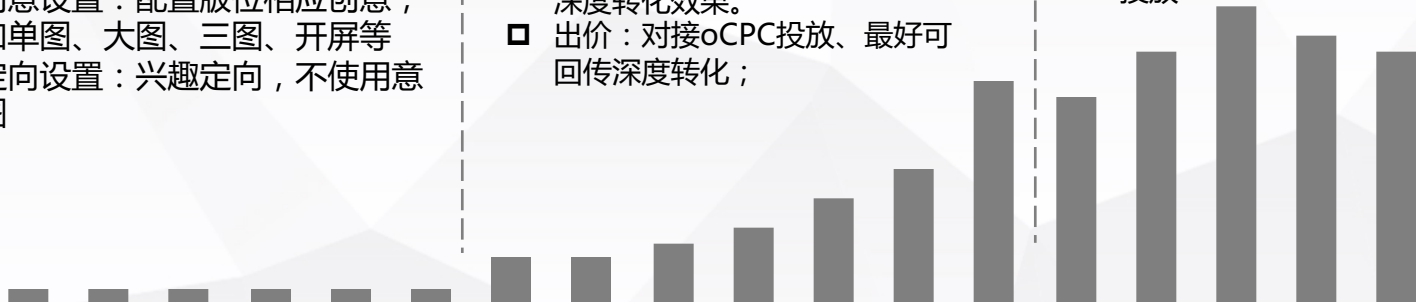 创意设置：配置版位相应创意，
如单图、大图、三图、开屏等
定向设置：兴趣定向，不使用意
图
深度转化效果。
出价：对接oCPC投放、最好可
回传深度转化；
投放